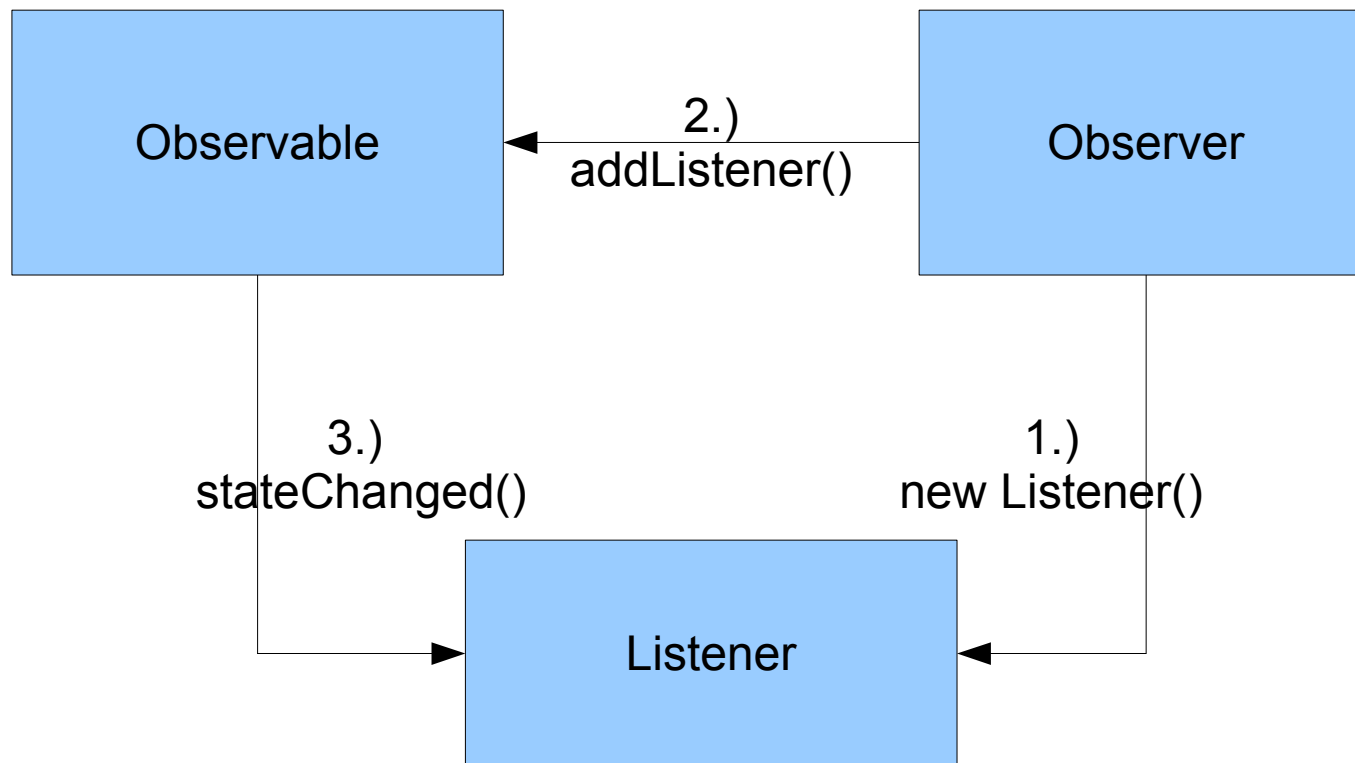 Observable
2.)
addListener()
Observer
3.)
stateChanged()
1.)
new Listener()
Listener